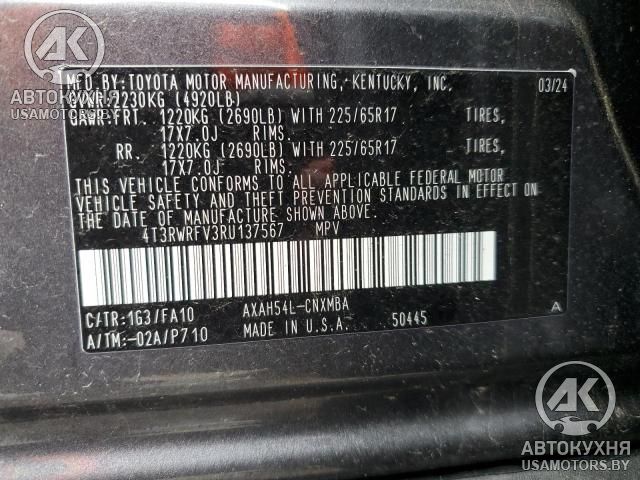 MFD.BY: TOYOTA MOTOR MANUFACTURING, KENTUCKY, INC. 03/24
GVWR: 2230KG (4920LB)
GAWR: FRT. 1220KG (2690LB) WITH 225/65R17 TIRES,
17X7.0J RIMS.
RR. 1220KG (2690LB) WITH 225/65R17 TIRES,
17X7.0J RIMS.
THIS VEHICLE CONFORMS TO ALL APPLICABLE FEDERAL MOTOR
VEHICLE SAFETY AND THEFT PREVENTION STANDARDS IN EFFECT ON
THE DATE OF MANUFACTURE SHOWN ABOVE.
4T3RWRFV3RU137567 MPV
C/TR:1G3/FA10 AXAH54L-CNXMBA A
A/TM:-02A/P710 MADE IN U.S.A. 50445
АК
АВТОКУХНЯ
USAMOTORS.BY
АК
АВТОКУХНЯ
USAMOTORS.BY